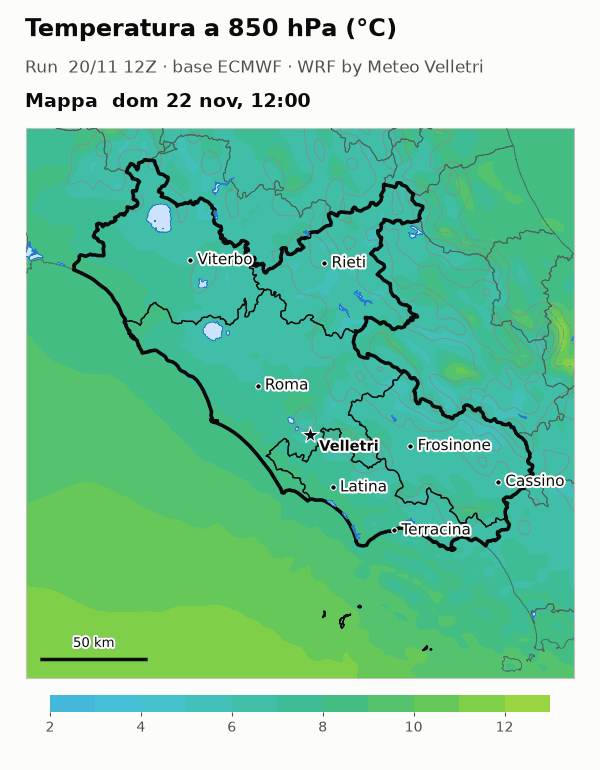 Temperatura a 850 hPa (°C)
Run  20/11 12Z · base ECMWF · WRF by Meteo Velletri
Mappa  dom 22 nov, 12:00
Viterbo
Rieti
Roma
Velletri
Frosinone
Latina
Cassino
Terracina
50 km
2 4 6 8 10 12